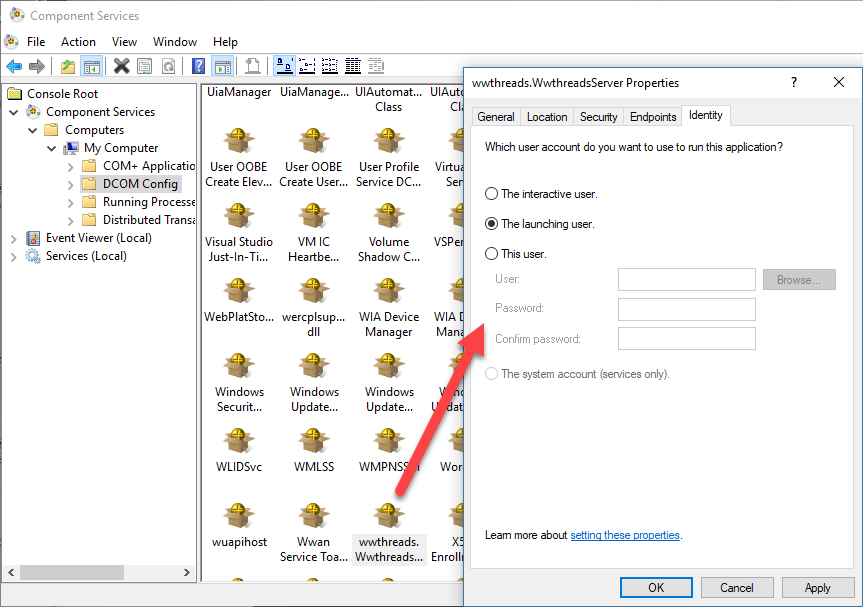 Component Services
File Action View Window Help
Console Root
Component Services
Computers
My Computer
COM+ Applicatio
DCOM Config
Running Processe
Distributed Transa
Event Viewer (Local)
Services (Local)
UiaManager UiaManage... UIAutomat... UIAuto
Class Cl
User OOBE User OOBE User Profile Virtual
Create Elev... Create User... Service DC... Ser
Visual Studio VM IC Volume VSPer
Just-In-Ti... Heartbe... Shadow C...
WebPlatSto... wercplsup... WIA Device WIA D
dll Manager Mana
Windows Windows Windows Windo
Securit... Update... Update... Updat
WLIDSvc WMLSS WMPNSS Wor
wuapihost Wwan wwthreads. X5
Service Toa... Wwthreads... Enrollm
wwthreads.WwthreadsServer Properties ?
General Location Security Endpoints Identity
Which user account do you want to use to run this application?
The interactive user.
The launching user.
This user.
User: Browse...
Password:
Confirm password:
The system account (services only).
Learn more about setting these properties.
OK Cancel Apply